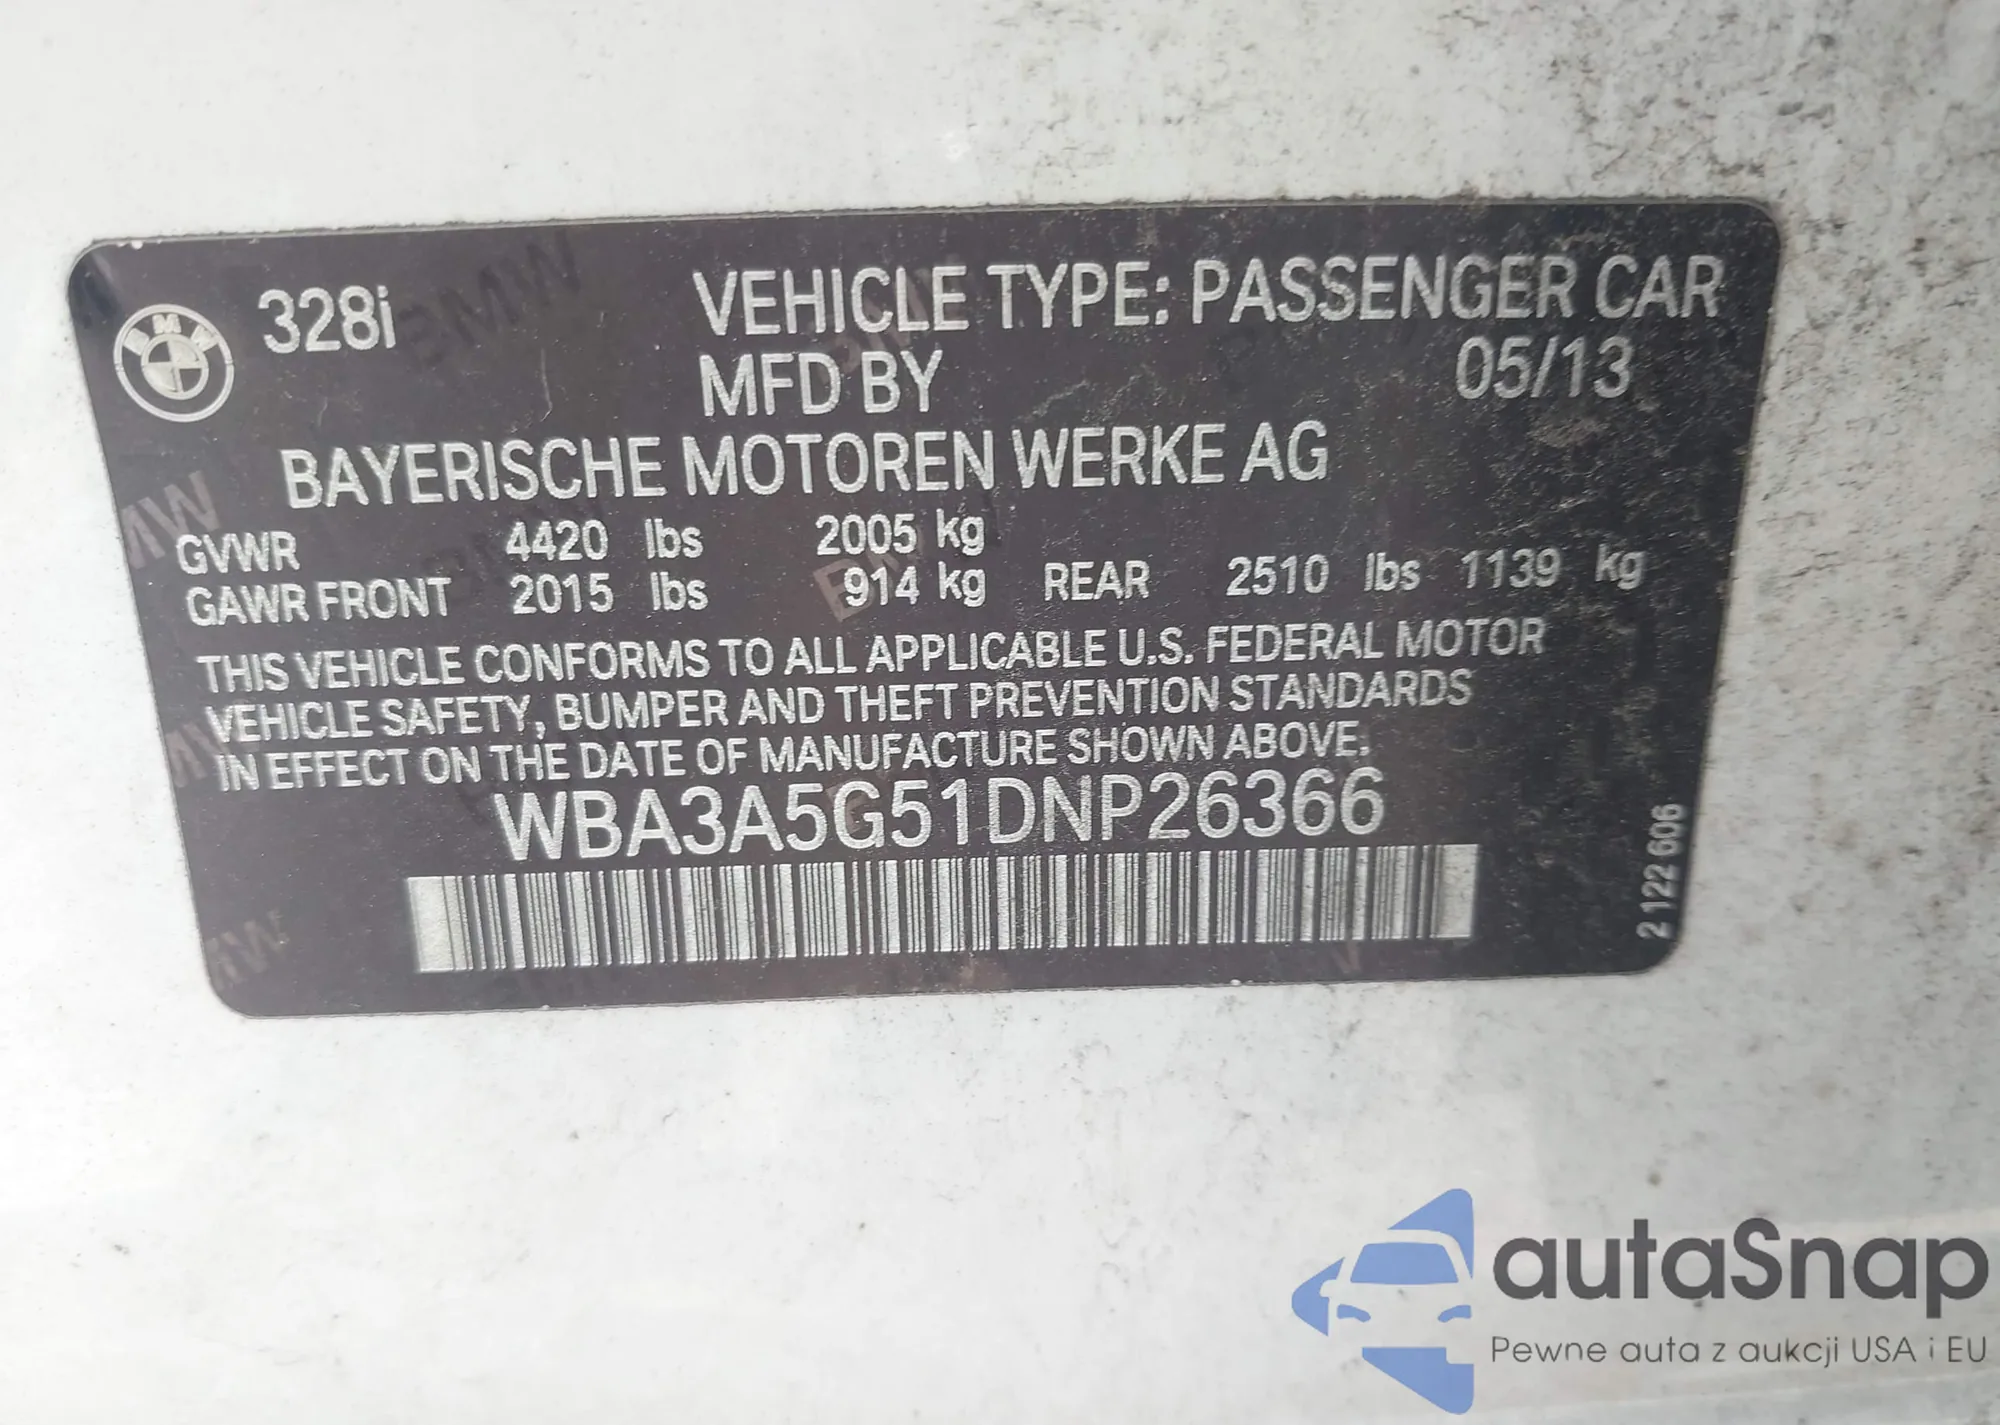 328i VEHICLE TYPE: PASSENGER CAR
MFD BY 05/13
BAYERISCHE MOTOREN WERKE AG
GVWR 4420 lbs 2005 kg
GAWR FRONT 2015 lbs 914 kg REAR 2510 lbs 1139 kg
THIS VEHICLE CONFORMS TO ALL APPLICABLE U.S. FEDERAL MOTOR
VEHICLE SAFETY, BUMPER AND THEFT PREVENTION STANDARDS
IN EFFECT ON THE DATE OF MANUFACTURE SHOWN ABOVE.
WBA3A5G51DNP26366
2 122 606
autaSnap
Pewne auta z aukcji USA i EU